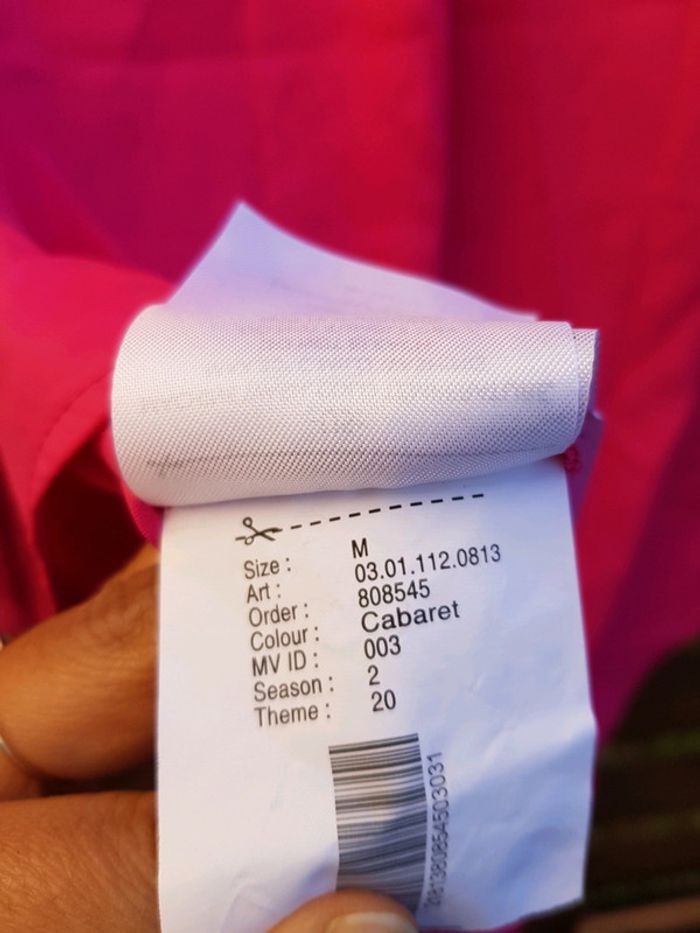 Size : M
Art : 03.01.112.0813
Order : 808545
Colour : Cabaret
MV ID : 003
Season : 2
Theme : 20